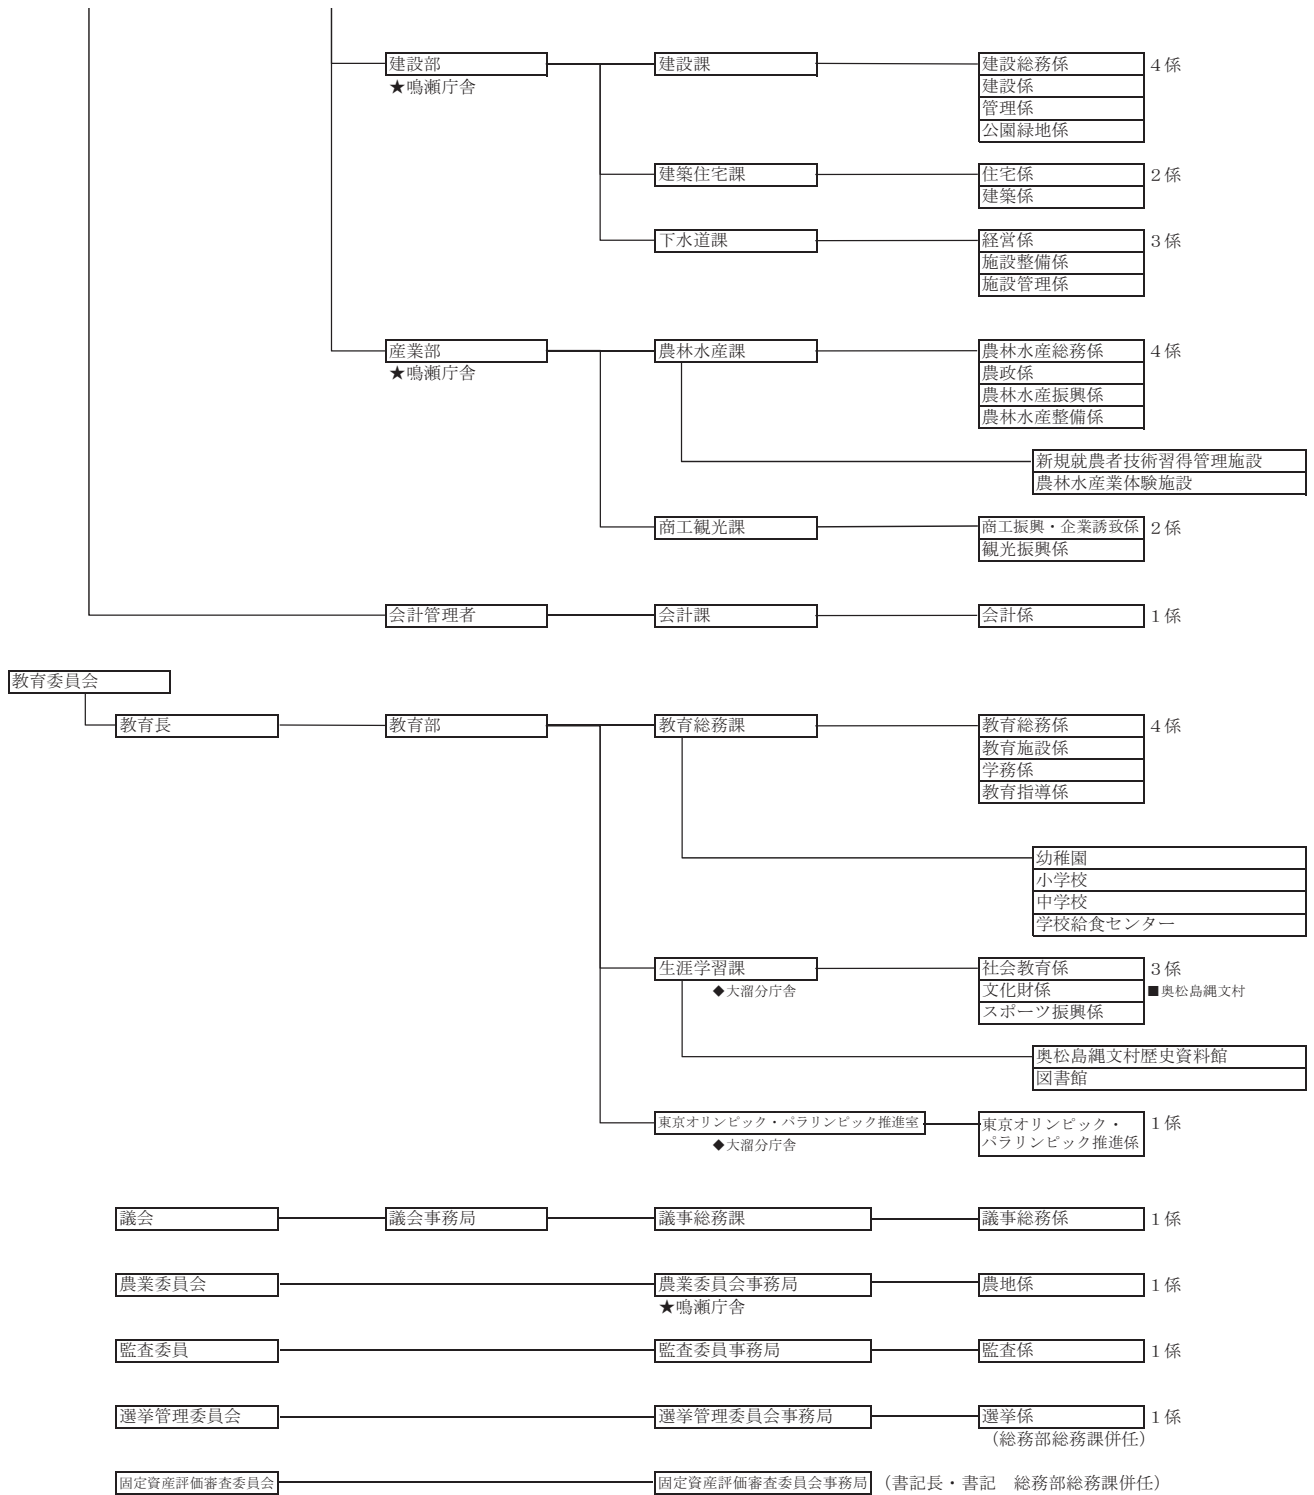 建設部
★鳴瀬庁舎
建設課
建設総務係
4係
建設係
管理係
公園緑地係
建築住宅課
住宅係
2係
建築係
下水道課
経営係
3係
施設整備係
施設管理係
産業部
★鳴瀬庁舎
農林水産課
農林水産総務係
4係
農政係
農林水産振興係
農林水産整備係
新規就農者技術習得管理施設
農林水産業体験施設
商工観光課
商工振興・企業誘致係
2係
観光振興係
会計管理者
会計課
会計係
1係
教育委員会
教育長
教育部
教育総務課
教育総務係
4係
教育施設係
学務係
教育指導係
幼稚園
小学校
中学校
学校給食センター
生涯学習課
◆大溜分庁舎
社会教育係
3係
文化財係
■奥松島縄文村
スポーツ振興係
奥松島縄文村歴史資料館
図書館
東京オリンピック・パラリンピック推進室
◆大溜分庁舎
東京オリンピック・
パラリンピック推進係
1係
議会
議会事務局
議事総務課
議事総務係
1係
農業委員会
農業委員会事務局
★鳴瀬庁舎
農地係
1係
監査委員
監査委員事務局
監査係
1係
選挙管理委員会
選挙管理委員会事務局
選挙係
1係
（総務部総務課併任）
固定資産評価審査委員会
固定資産評価審査委員会事務局
（書記長・書記　総務部総務課併任）